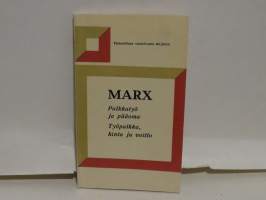 MARX
Palkkatyö
ja pääoma
Työpalkka,
hinta ja voitto